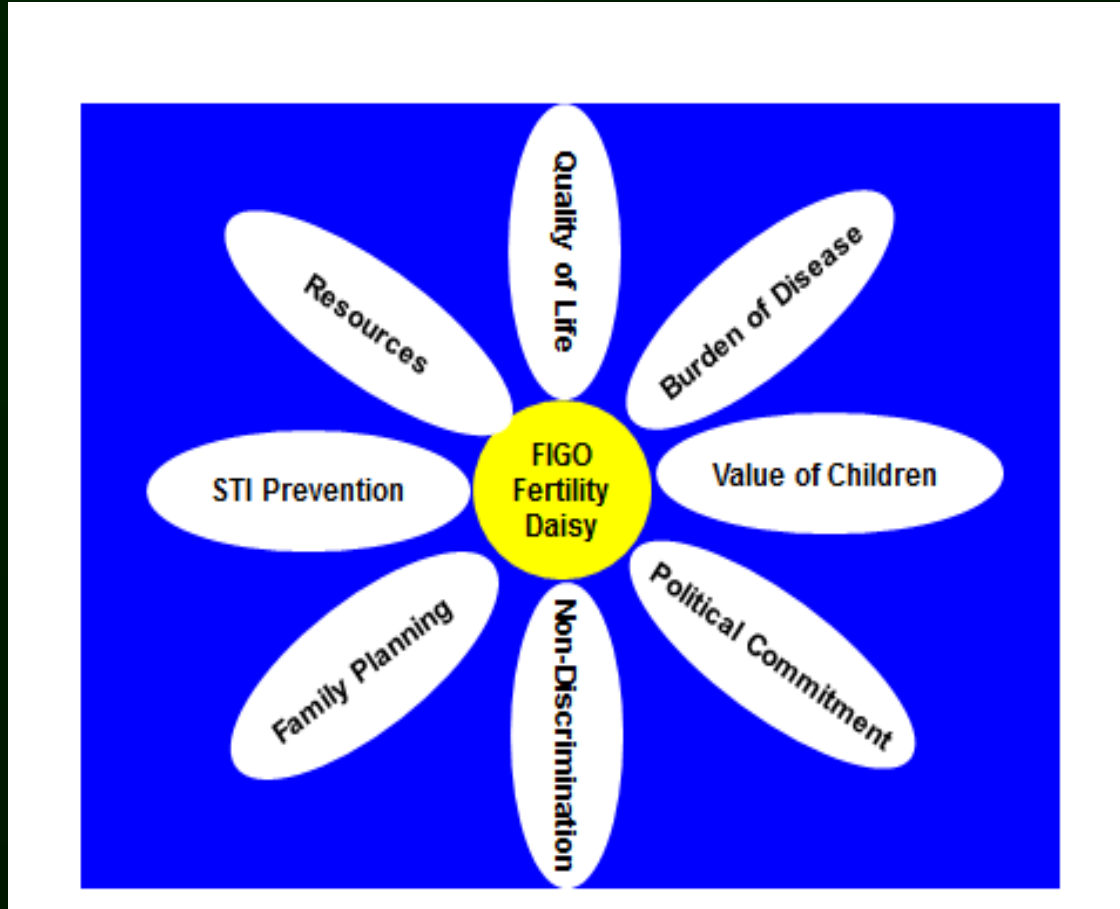 Quality of Life
Burden of Disease
Resources
FIGO
Fertility
Daisy
Value of Children
STI Prevention
Political Commitment
Family Planning
Non-Discrimination